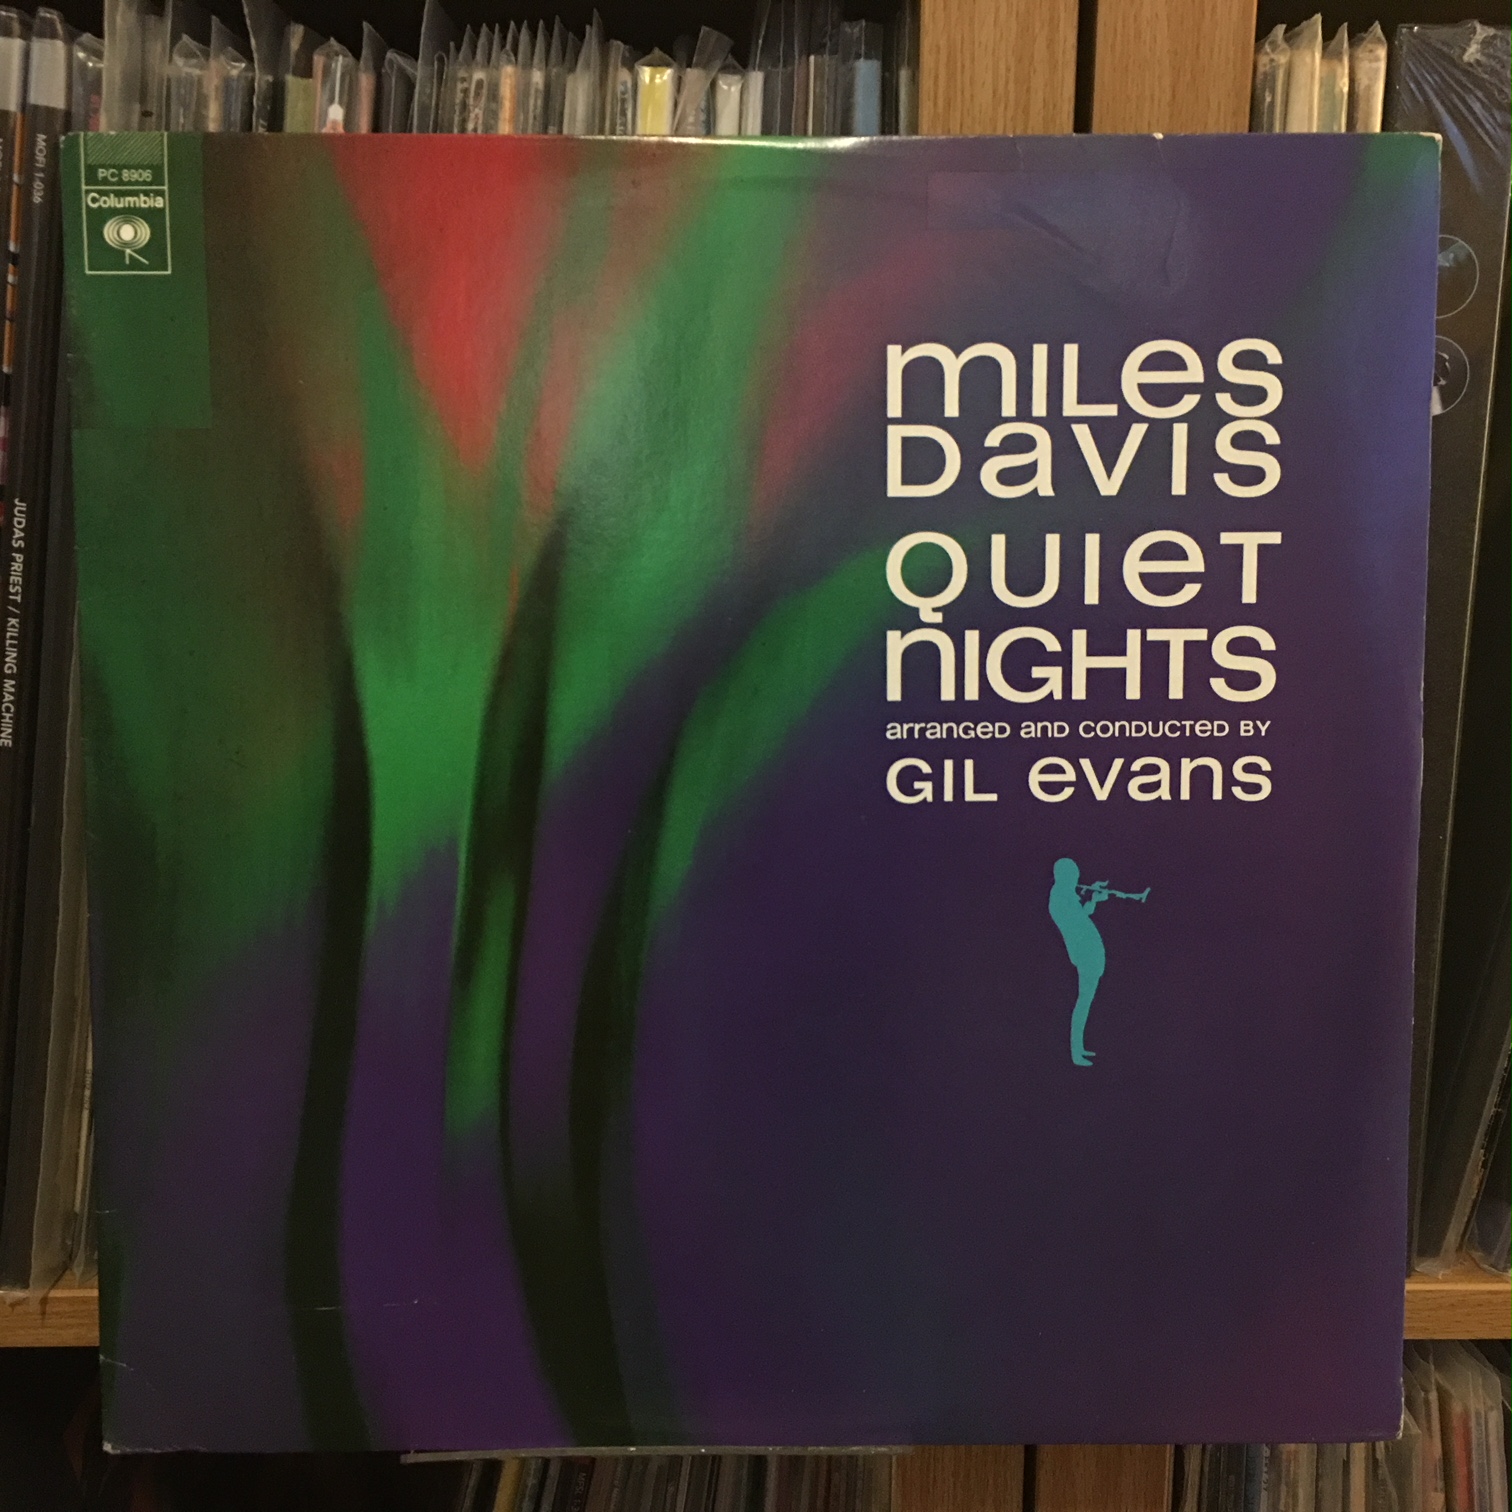 PC 8906
Columbia
miles
Davis
Quiet
nights
arranged and conducted by
Gil evans
MOFI 1-036
JUDAS PRIEST / KILLING MACHINE